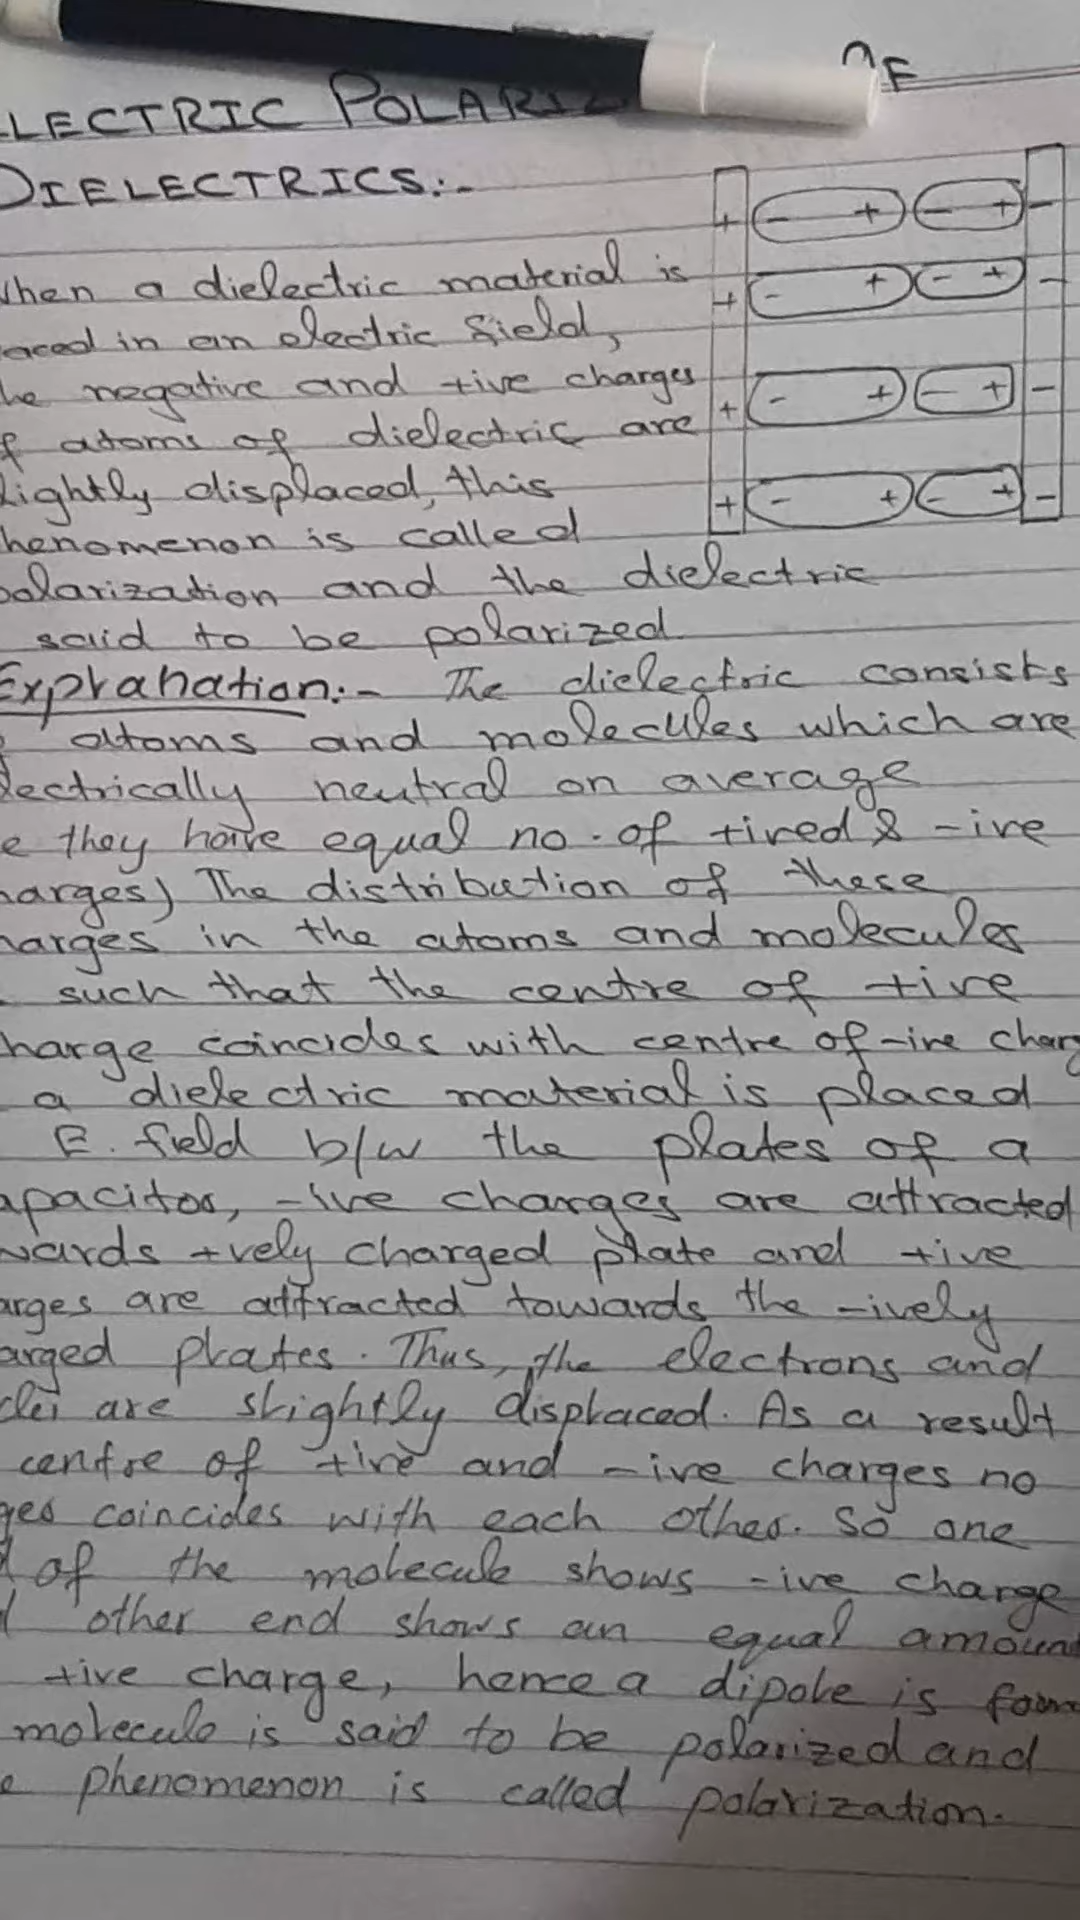 LECTRIC POLARIZ
OF
DIELECTRICS:-
When a dielectric material is
aced in an electric field,
he negative and +ive charges
f atoms of dielectric are
lightly displaced, this
henomenon is called
olarization and the dielectric
said to be polarized
Explanation:- The dielectric consists
atoms and molecules which are
lectrically neutral on average
e they have equal no. of +ived & -ive
harges) The distribution of these
harges in the atoms and molecules
such that the centre of +ive
harge coincides with centre of -ive charg
a dielectric material is placed
E. field b/w the plates of a
apacitor, -ive charges are attracted
wards +vely charged plate and +ive
arges are attracted towards the -ively
arged plates. Thus, the electrons and
clei are slightly displaced. As a result
centre of +ive and -ive charges no
ger coincides with each other. So one
d of the molecule shows -ive charge
d other end shows an equal amount
+ive charge, hence a dipole is form
molecule is said to be polarized and
e phenomenon is called polarization.
+ - + - + -
+ - + - + -
+ - + - + -
+ - + - + -